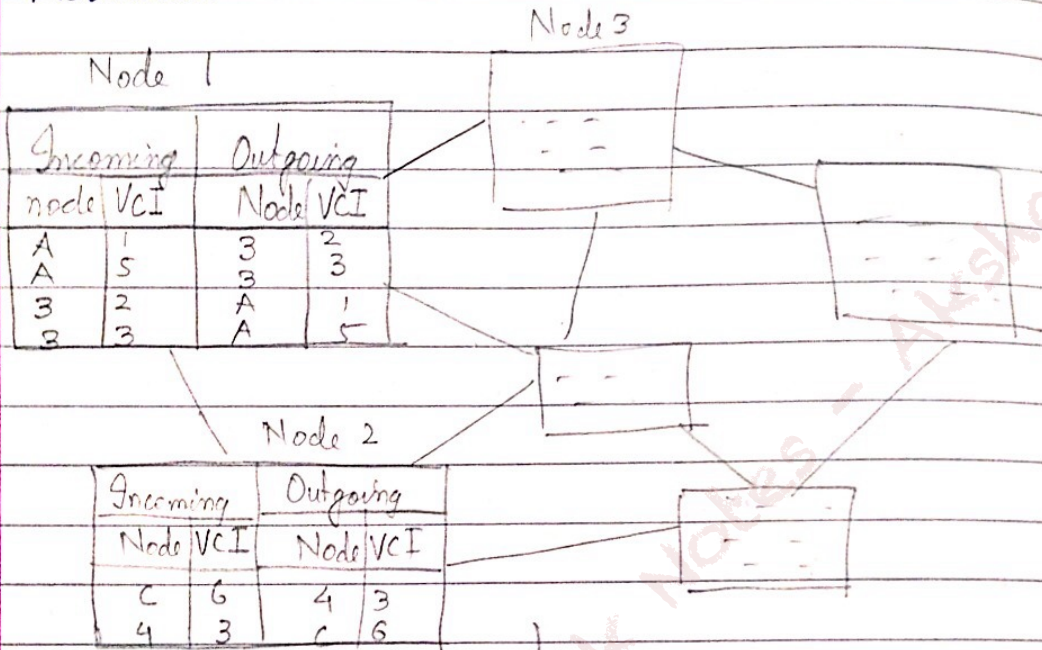 Node 3
Node 1
Incoming Outgoing
node VCI Node VCI
A 1 3 2
A 5 3 3
3 2 A 1
3 3 A 5
Node 2
Incoming Outgoing
Node VCI Node VCI
C 6 4 3
4 3 C 6
Notes -